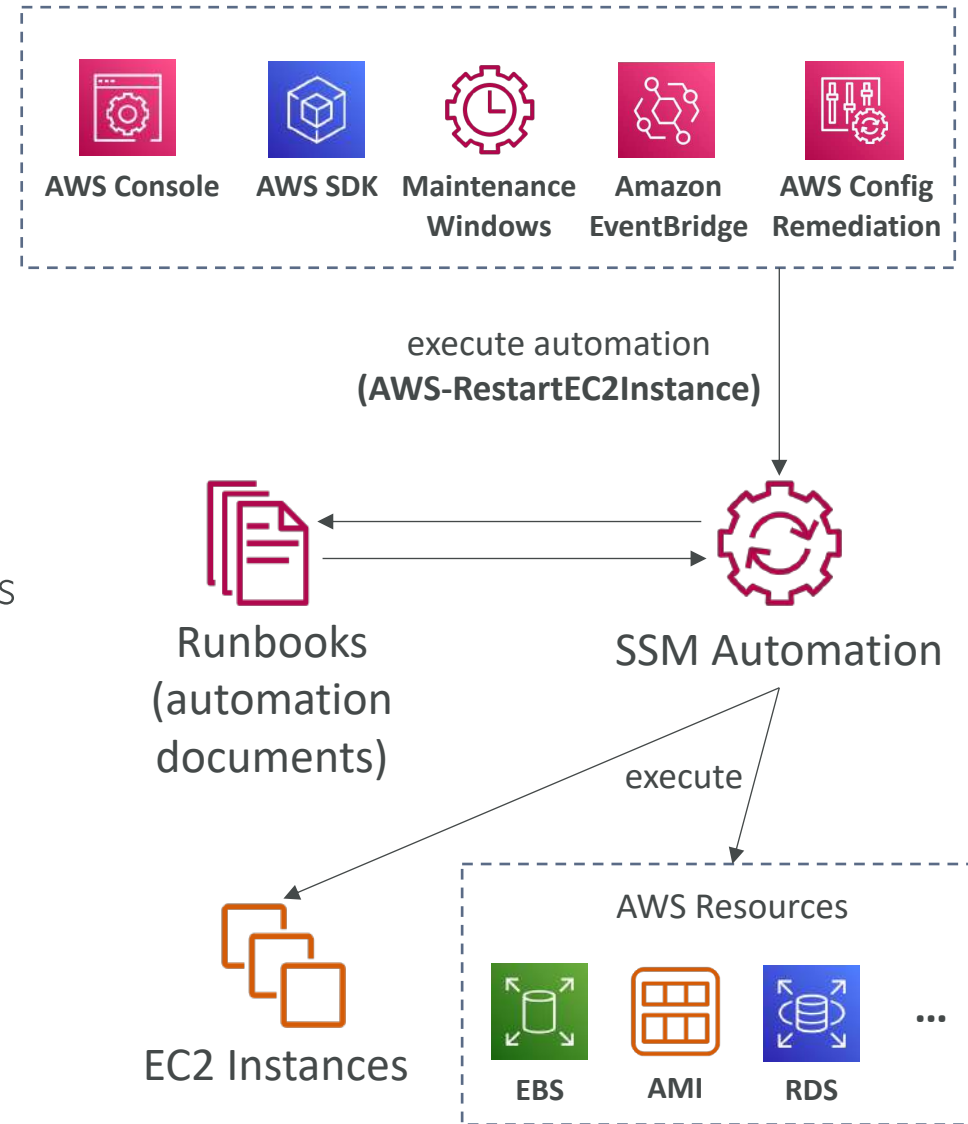 AWS Console
AWS SDK
Maintenance
Windows
Amazon
EventBridge
AWS Config
Remediation
execute automation
(AWS-RestartEC2Instance)
s
Runbooks
(automation
documents)
SSM Automation
execute
EC2 Instances
AWS Resources
EBS
AMI
RDS
...